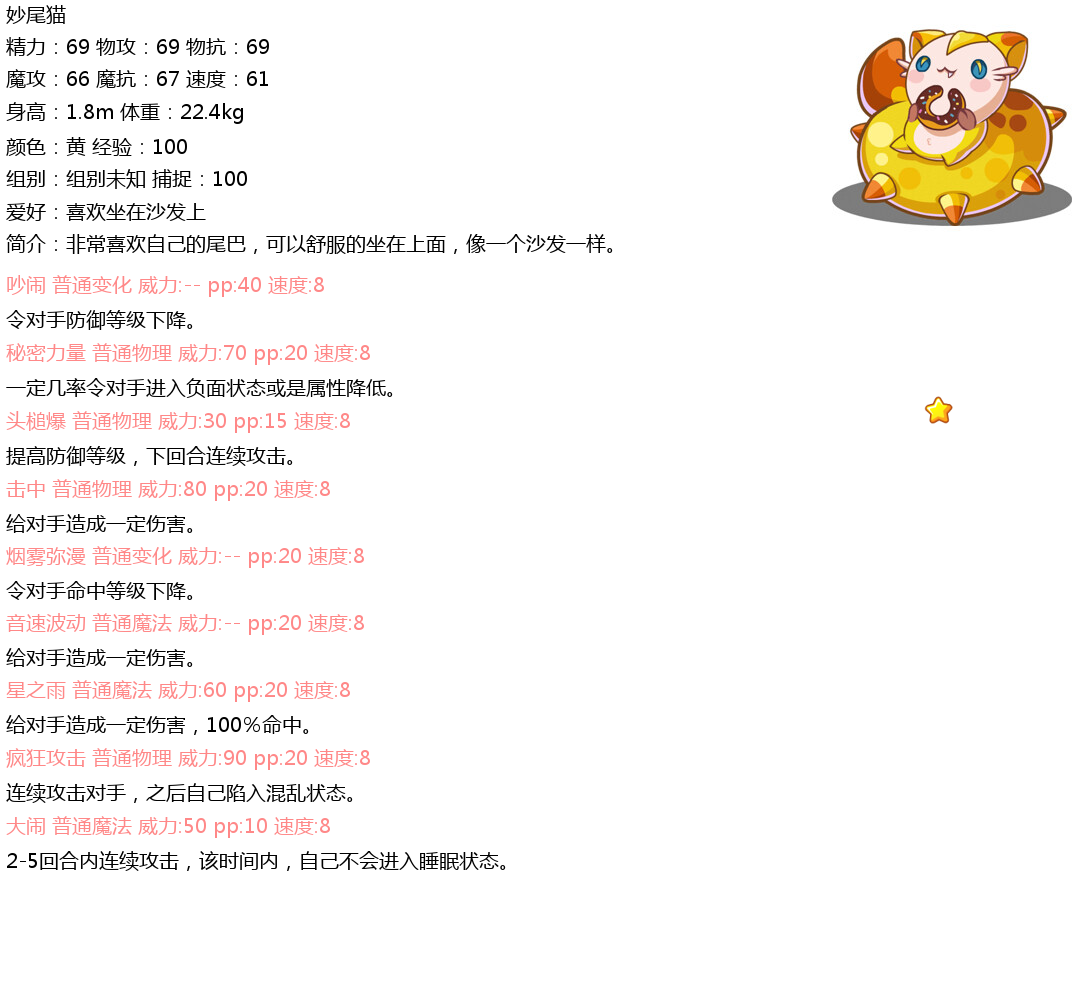 妙尾猫
精力：69 物攻：69 物抗：69
魔攻：66 魔抗：67 速度：61
身高：1.8m 体重：22.4kg
颜色：黄 经验：100
组别：组别未知 捕捉：100
爱好：喜欢坐在沙发上
简介：非常喜欢自己的尾巴，可以舒服的坐在上面，像一个沙发一样。
吵闹 普通变化 威力:-- pp:40 速度:8
令对手防御等级下降。
秘密力量 普通物理 威力:70 pp:20 速度:8
一定几率令对手进入负面状态或是属性降低。
头槌爆 普通物理 威力:30 pp:15 速度:8
提高防御等级，下回合连续攻击。
击中 普通物理 威力:80 pp:20 速度:8
给对手造成一定伤害。
烟雾弥漫 普通变化 威力:-- pp:20 速度:8
令对手命中等级下降。
音速波动 普通魔法 威力:-- pp:20 速度:8
给对手造成一定伤害。
星之雨 普通魔法 威力:60 pp:20 速度:8
给对手造成一定伤害，100%命中。
疯狂攻击 普通物理 威力:90 pp:20 速度:8
连续攻击对手，之后自己陷入混乱状态。
大闹 普通魔法 威力:50 pp:10 速度:8
2-5回合内连续攻击，该时间内，自己不会进入睡眠状态。